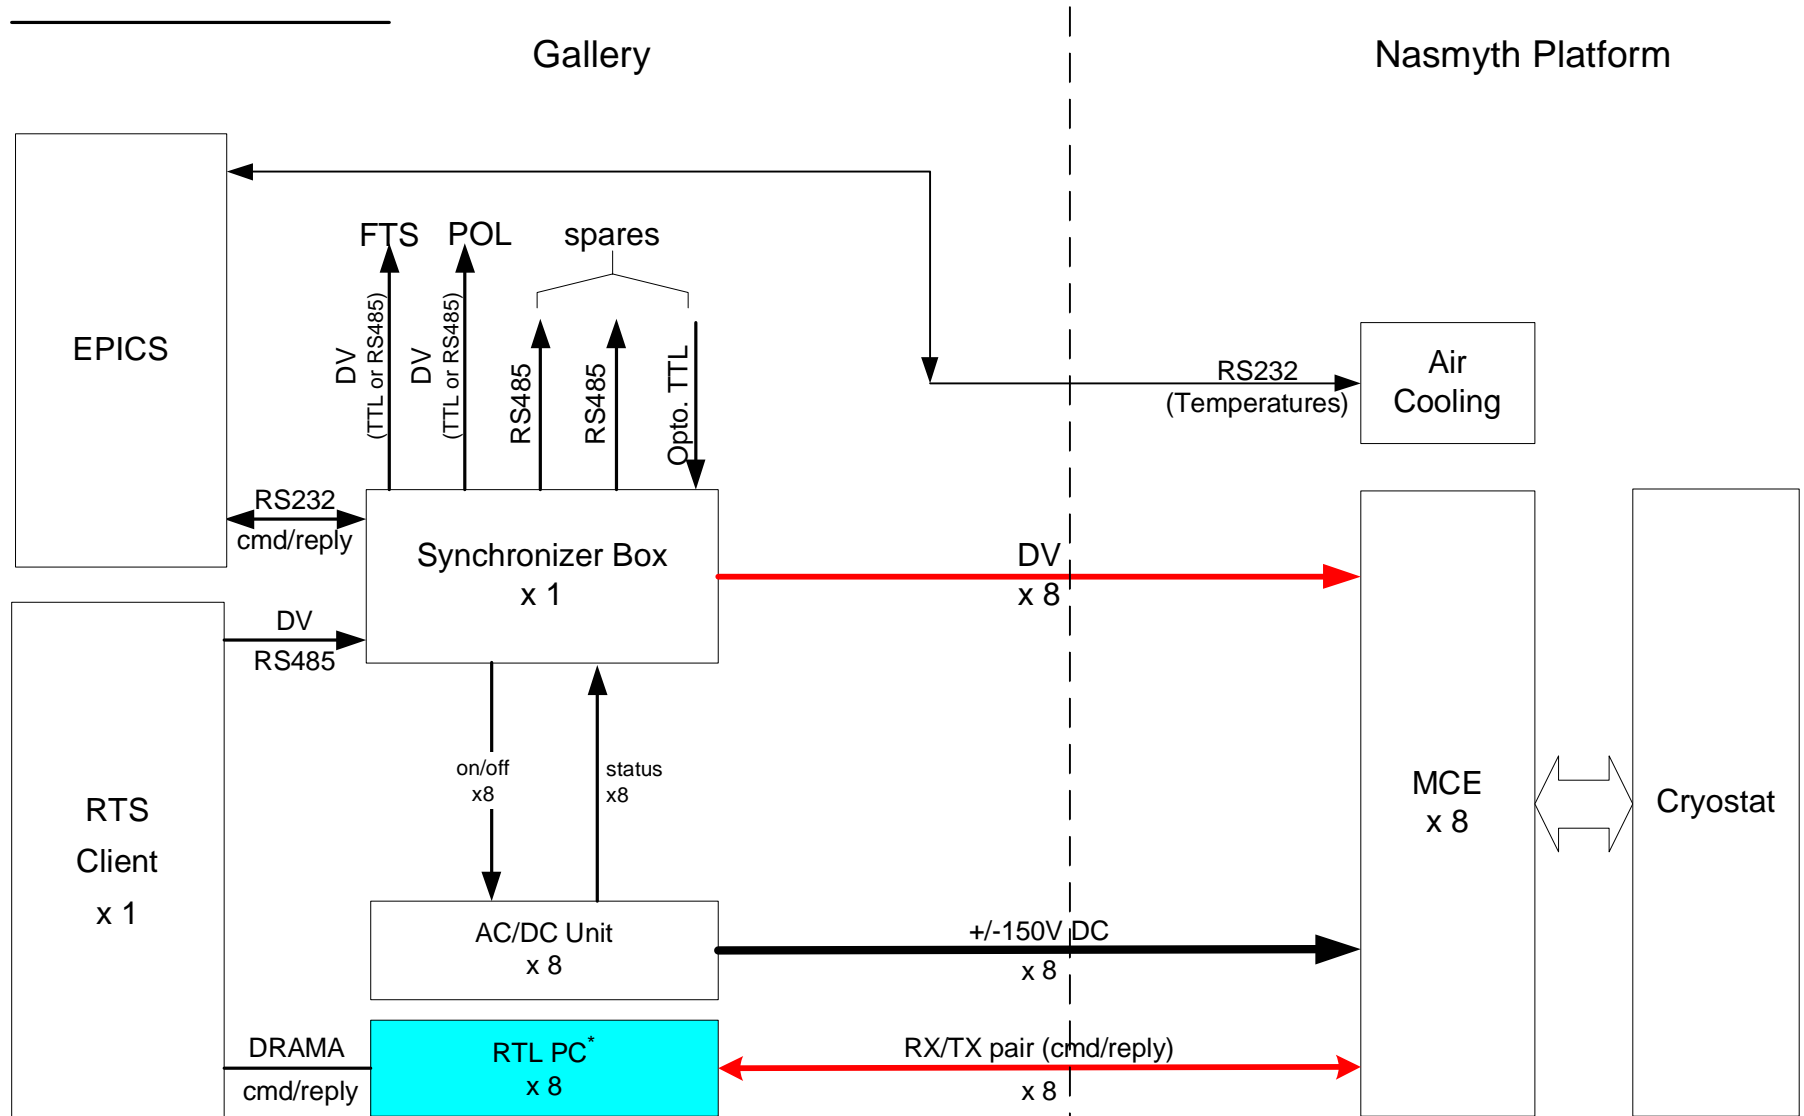 Gallery
Nasmyth Platform
EPICS
FTS
POL
spares
DV
(TTL or RS485)
DV
(TTL or RS485)
RS485
RS485
Opto. TTL
RS232
(Temperatures)
Air
Cooling
RS232
cmd/reply
Synchronizer Box
x 1
DV
x 8
DV
RS485
on/off
x8
status
x8
RTS
Client
x 1
MCE
x 8
Cryostat
AC/DC Unit
x 8
+/-150V DC
x 8
DRAMA
cmd/reply
RTL PC*
x 8
RX/TX pair (cmd/reply)
x 8